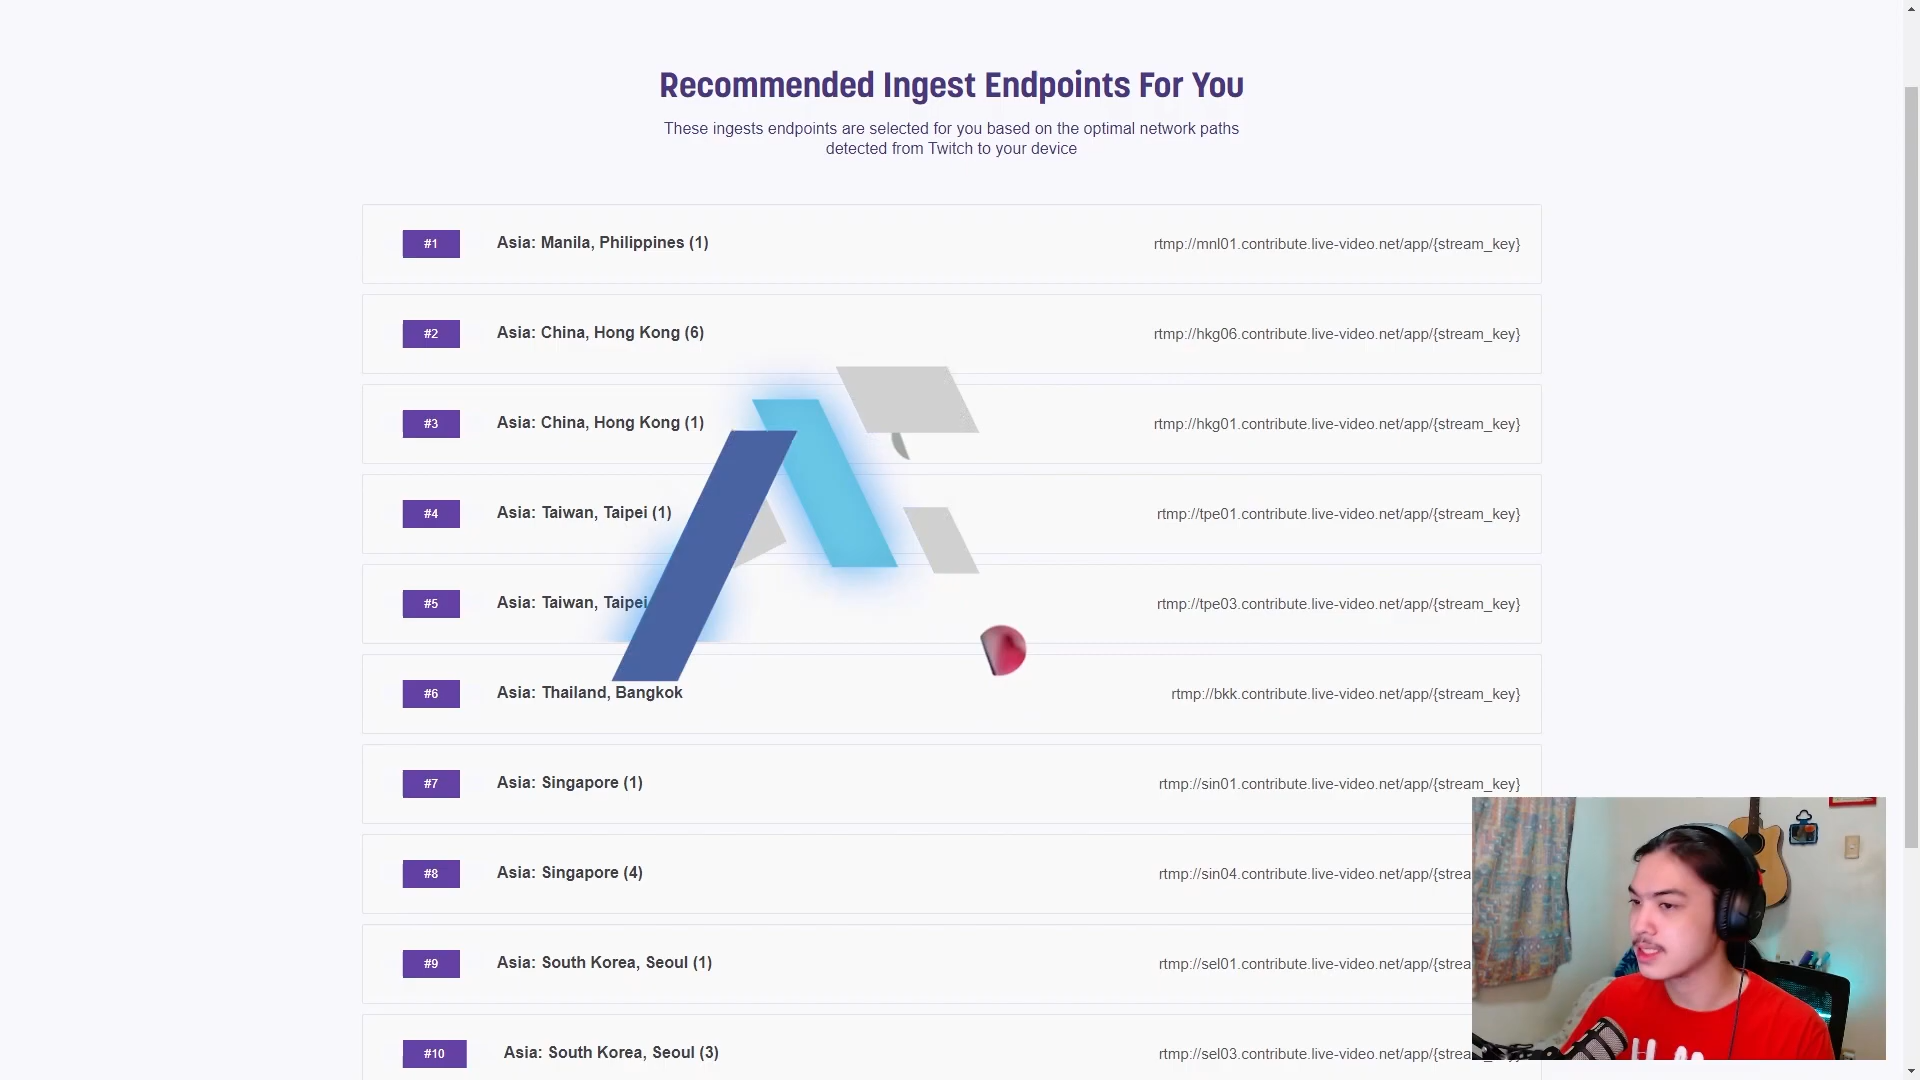 Recommended Ingest Endpoints For You
These ingests endpoints are selected for you based on the optimal network paths
detected from Twitch to your device
#1 Asia: Manila, Philippines (1) rtmp://mnl01.contribute.live-video.net/app/{stream_key}
#2 Asia: China, Hong Kong (6) rtmp://hkg06.contribute.live-video.net/app/{stream_key}
#3 Asia: China, Hong Kong (1) rtmp://hkg01.contribute.live-video.net/app/{stream_key}
#4 Asia: Taiwan, Taipei (1) rtmp://tpe01.contribute.live-video.net/app/{stream_key}
#5 Asia: Taiwan, Taipei rtmp://tpe03.contribute.live-video.net/app/{stream_key}
#6 Asia: Thailand, Bangkok rtmp://bkk.contribute.live-video.net/app/{stream_key}
#7 Asia: Singapore (1) rtmp://sin01.contribute.live-video.net/app/{stream_key}
#8 Asia: Singapore (4) rtmp://sin04.contribute.live-video.net/app/{strea
#9 Asia: South Korea, Seoul (1) rtmp://sel01.contribute.live-video.net/app/{strea
#10 Asia: South Korea, Seoul (3) rtmp://sel03.contribute.live-video.net/app/{strea